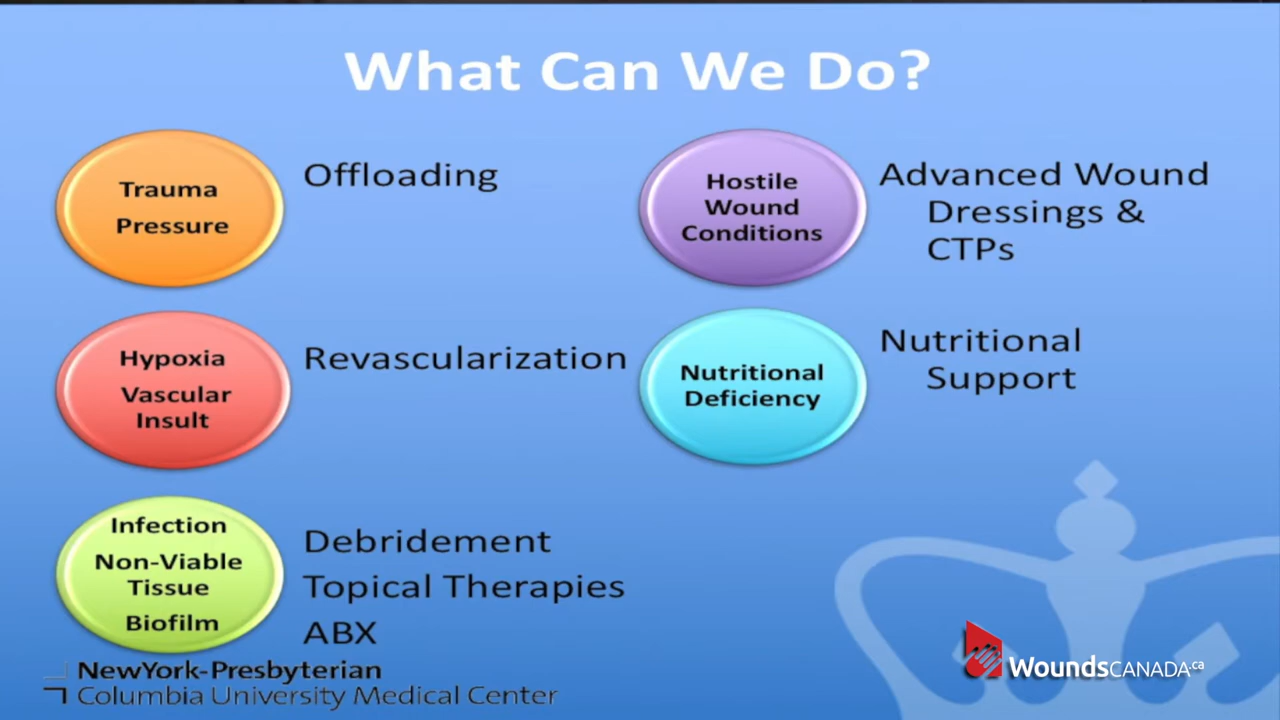 What Can We Do?
Trauma
Pressure
Offloading
Hypoxia
Vascular
Insult
Revascularization
Infection
Non-Viable
Tissue
Biofilm
Debridement
Topical Therapies
ABX
Hostile
Wound
Conditions
Advanced Wound
Dressings &
CTPs
Nutritional
Deficiency
Nutritional
Support
NewYork-Presbyterian
Columbia University Medical Center
WoundsCANADA.ca